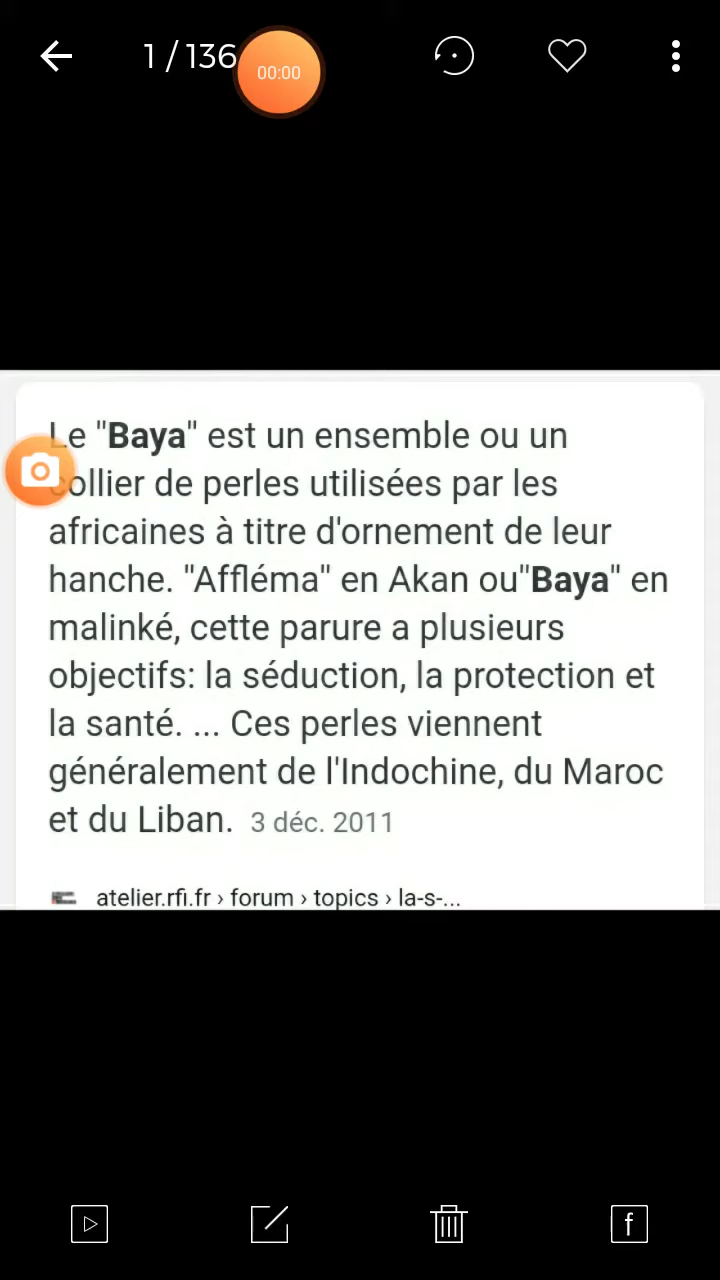 1 / 136
00:00
Le "Baya" est un ensemble ou un
collier de perles utilisées par les
africaines à titre d'ornement de leur
hanche. "Affléma" en Akan ou"Baya" en
malinké, cette parure a plusieurs
objectifs: la séduction, la protection et
la santé. ... Ces perles viennent
généralement de l'Indochine, du Maroc
et du Liban. 3 déc. 2011
atelier.rfi.fr › forum › topics › la-s-...
f